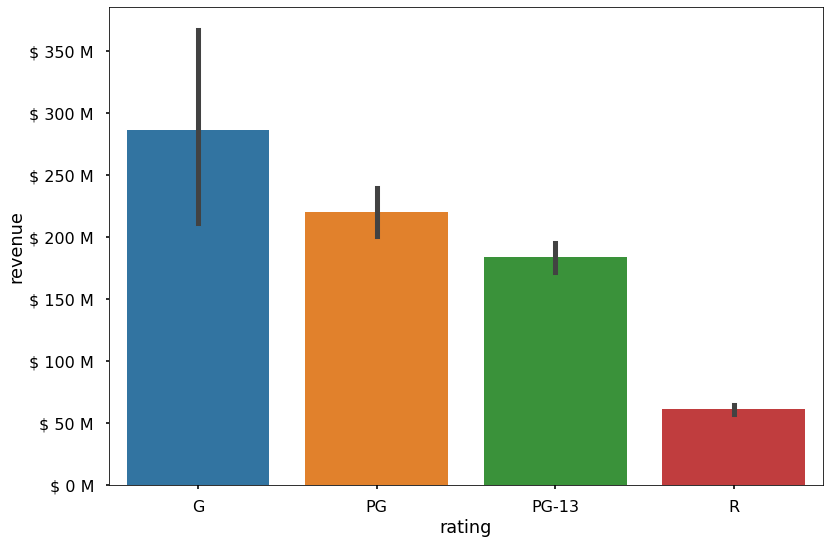 $ 350 M
$ 300 M
$ 250 M
$ 200 M
$ 150 M
$ 100 M
$ 50 M
$ 0 M
revenue
G PG PG-13 R
rating